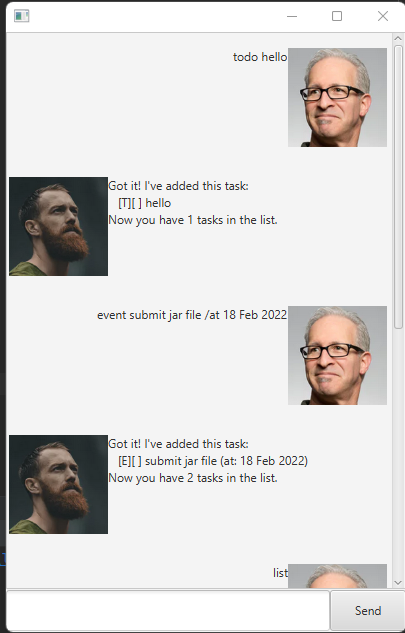 todo hello
Got it! I've added this task:
[T][ ] hello
Now you have 1 tasks in the list.
event submit jar file /at 18 Feb 2022
Got it! I've added this task:
[E][ ] submit jar file (at: 18 Feb 2022)
Now you have 2 tasks in the list.
list
Send